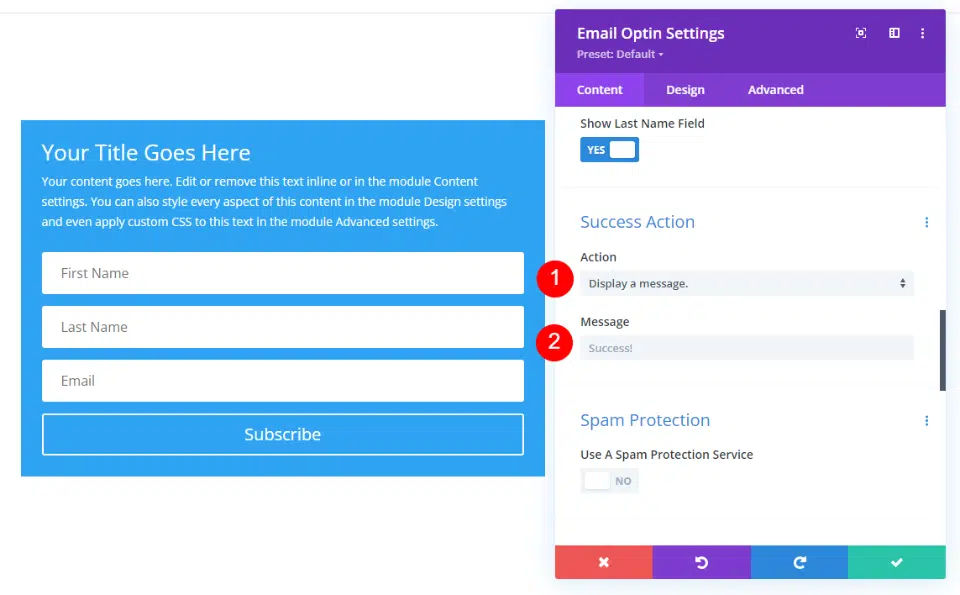 Your Title Goes Here
Your content goes here. Edit or remove this text inline or in the module Content
settings. You can also style every aspect of this content in the module Design settings
and even apply custom CSS to this text in the module Advanced settings.
First Name
Last Name
Email
Subscribe
Email Optin Settings
Preset: Default
Content Design Advanced
Show Last Name Field
YES
Success Action
Action
1
Display a message.
Message
2
Success!
Spam Protection
Use A Spam Protection Service
NO